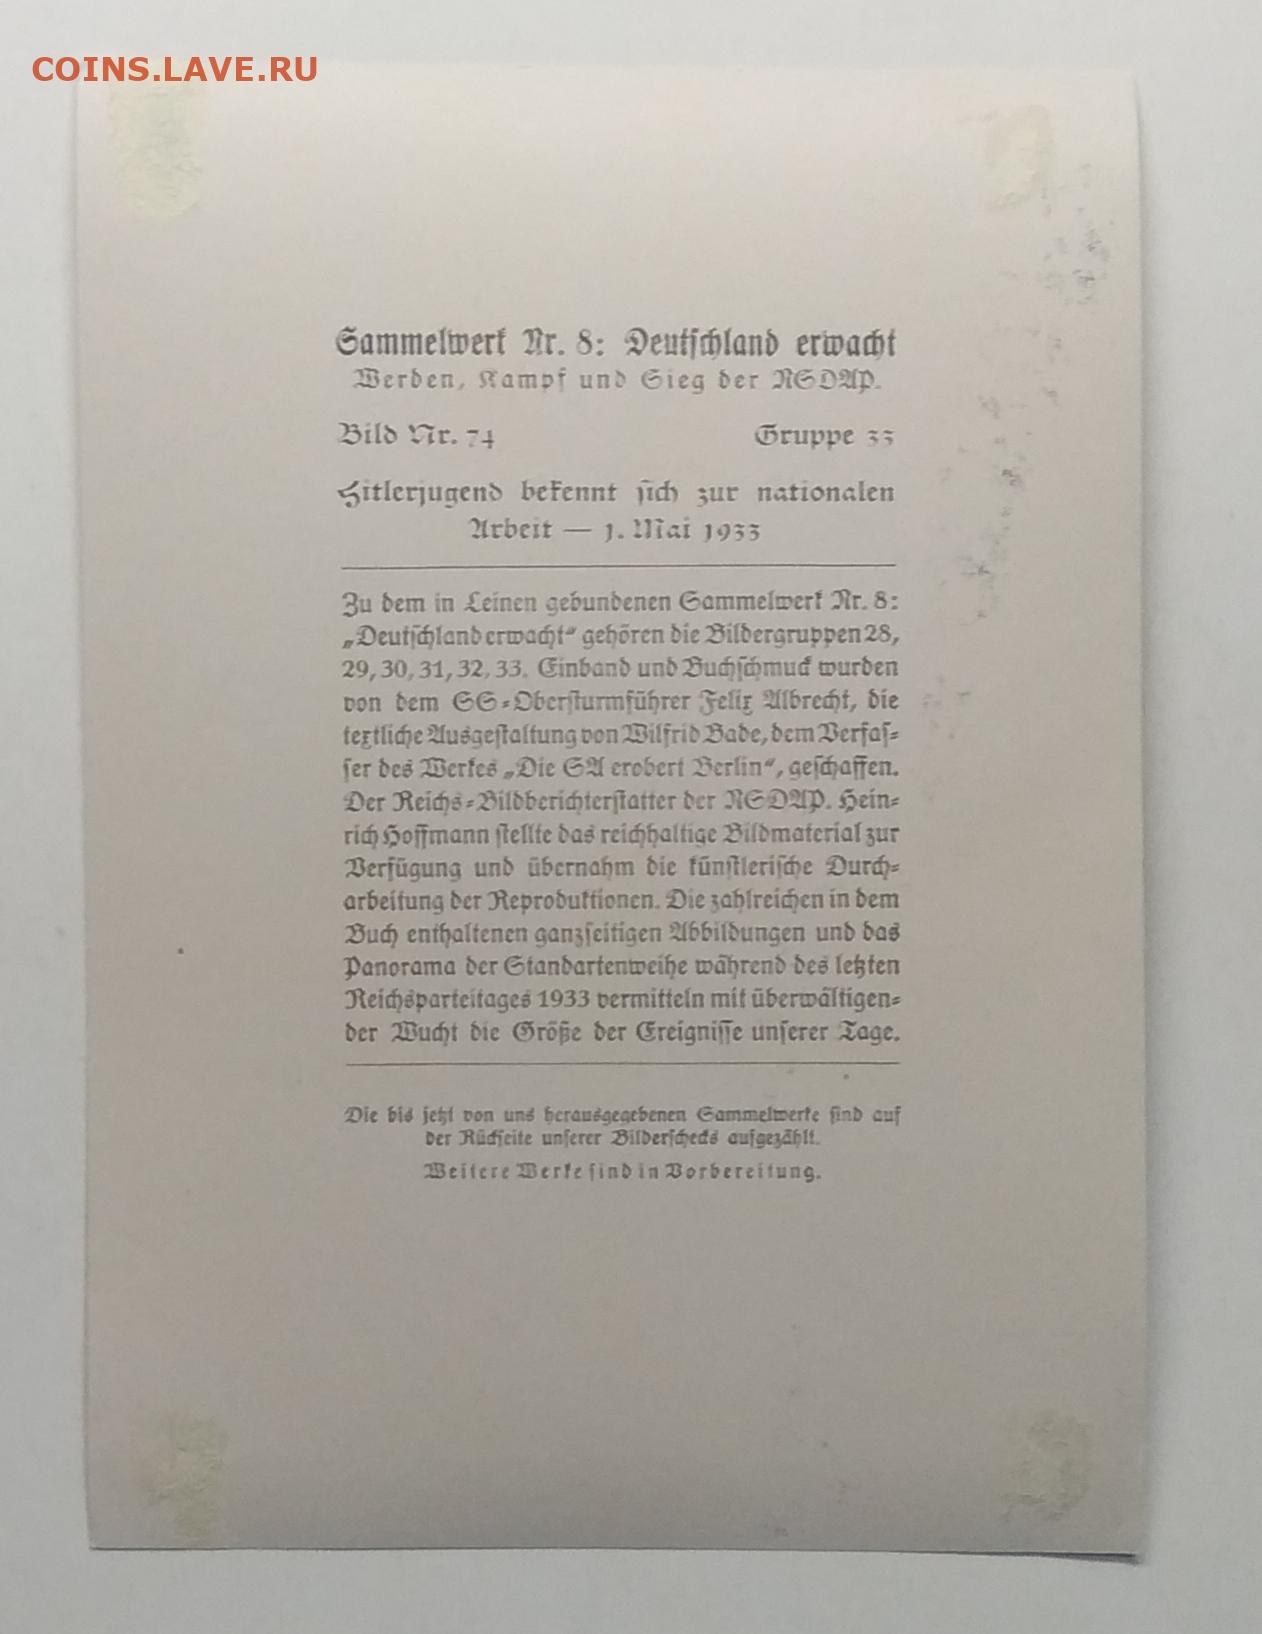 COINS.LAVE.RU
Sammelwerk Nr. 8: Deutschland erwacht
Werden, Kampf und Sieg der NSDAP.
Bild Nr. 74 Gruppe 33
Hitlerjugend bekennt sich zur nationalen
Arbeit — 1. Mai 1933
Zu dem in Leinen gebundenen Sammelwerk Nr. 8:
„Deutschland erwacht“ gehören die Bildergruppen 28,
29, 30, 31, 32, 33. Einband und Buchschmuck wurden
von dem SS-Obersturmführer Felix Albrecht, die
textliche Ausgestaltung von Wilfrid Bade, dem Verfas-
ser des Werkes „Die SA erobert Berlin“, geschaffen.
Der Reichs-Bildberichterstatter der NSDAP. Hein-
rich Hoffmann stellte das reichhaltige Bildmaterial zur
Verfügung und übernahm die künstlerische Durch-
arbeitung der Reproduktionen. Die zahlreichen in dem
Buch enthaltenen ganzseitigen Abbildungen und das
Panorama der Standartenweihe während des letzten
Reichsparteitages 1933 vermitteln mit überwältigen-
der Wucht die Größe der Ereignisse unserer Tage.
Die bis jetzt von uns herausgegebenen Sammelwerke sind auf
der Rückseite unserer Bilderschecks aufgezählt.
Weitere Werke sind in Vorbereitung.